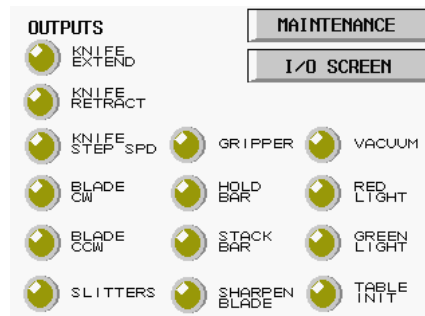 OUTPUTS
MAINTENANCE
I/O SCREEN
KNIFE
EXTEND
KNIFE
RETRACT
KNIFE
STEP SPD
GRIPPER
VACUUM
BLADE
CW
HOLD
BAR
RED
LIGHT
BLADE
CCW
STACK
BAR
GREEN
LIGHT
SLITTERS
SHARPEN
BLADE
TABLE
INIT